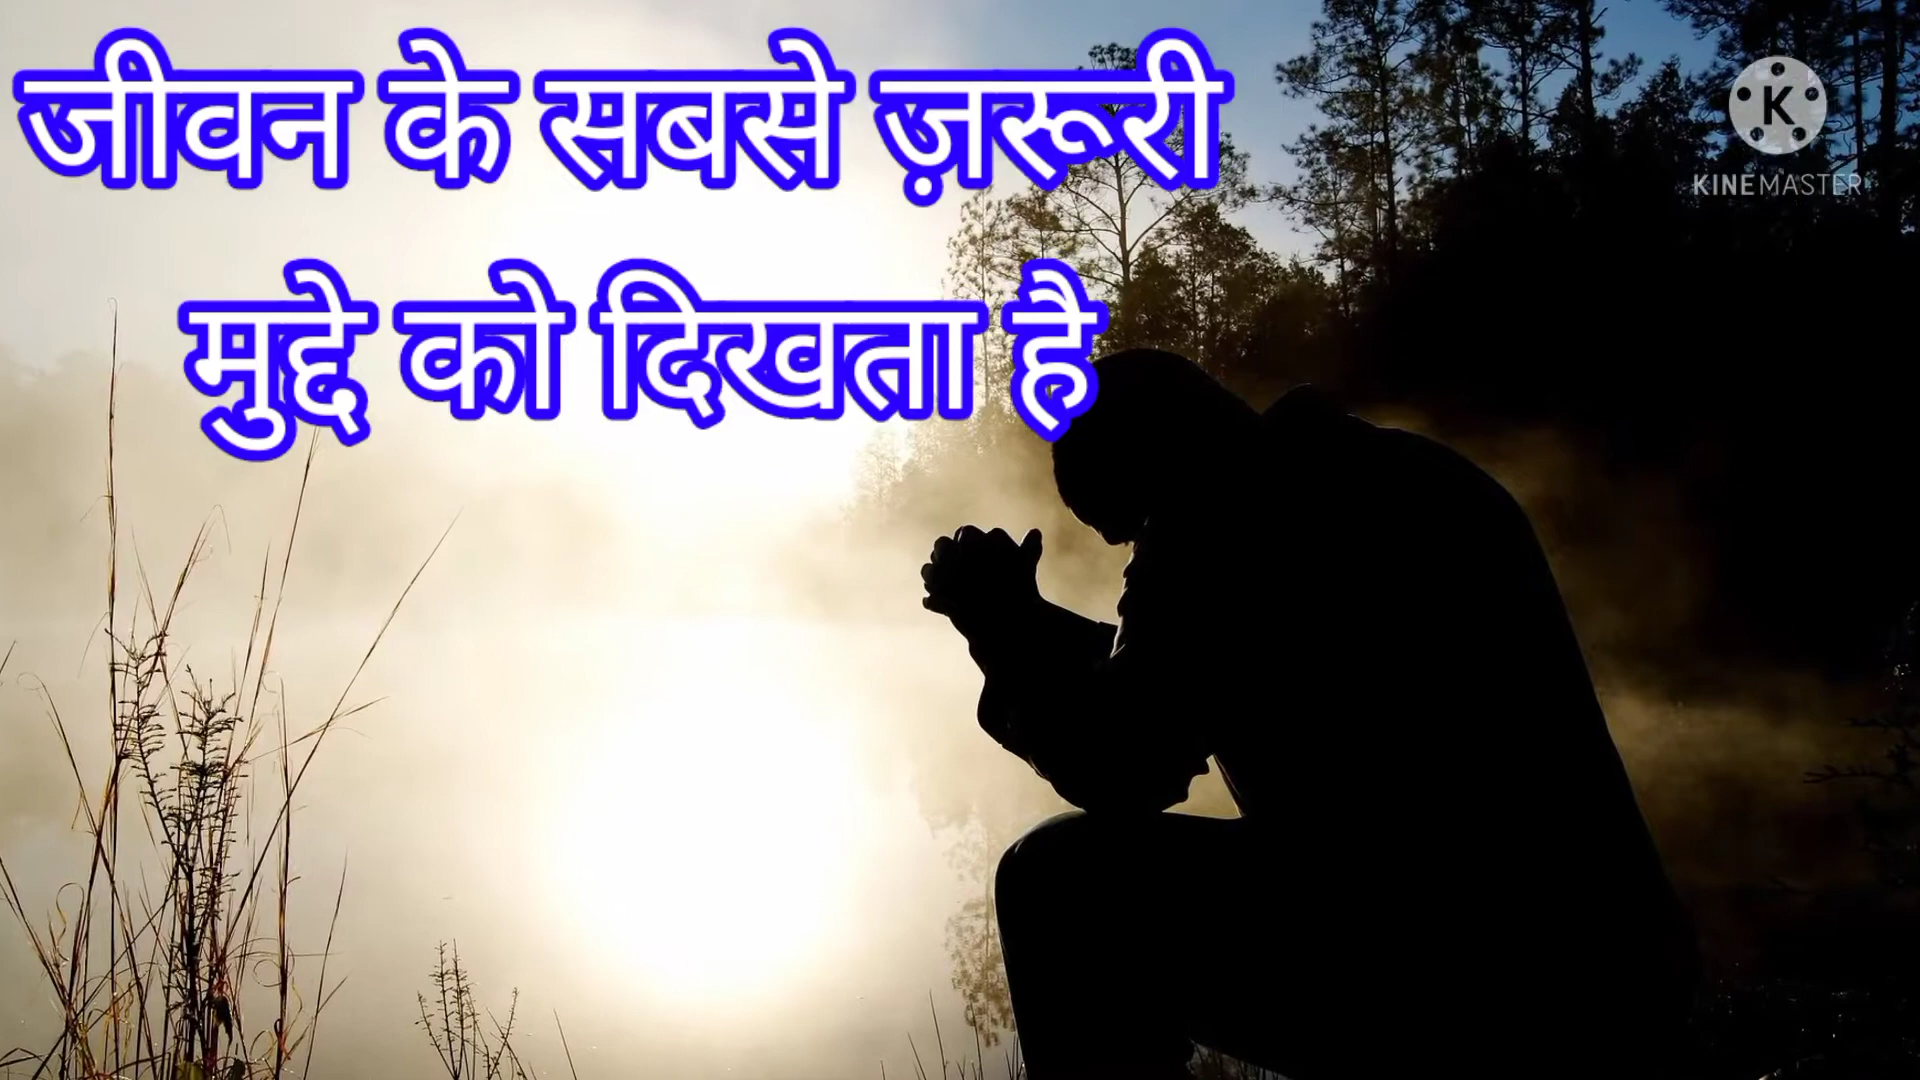 जीवन के सबसे ज़रूरी
मुद्दे को दिखता है
K
KINEMASTER